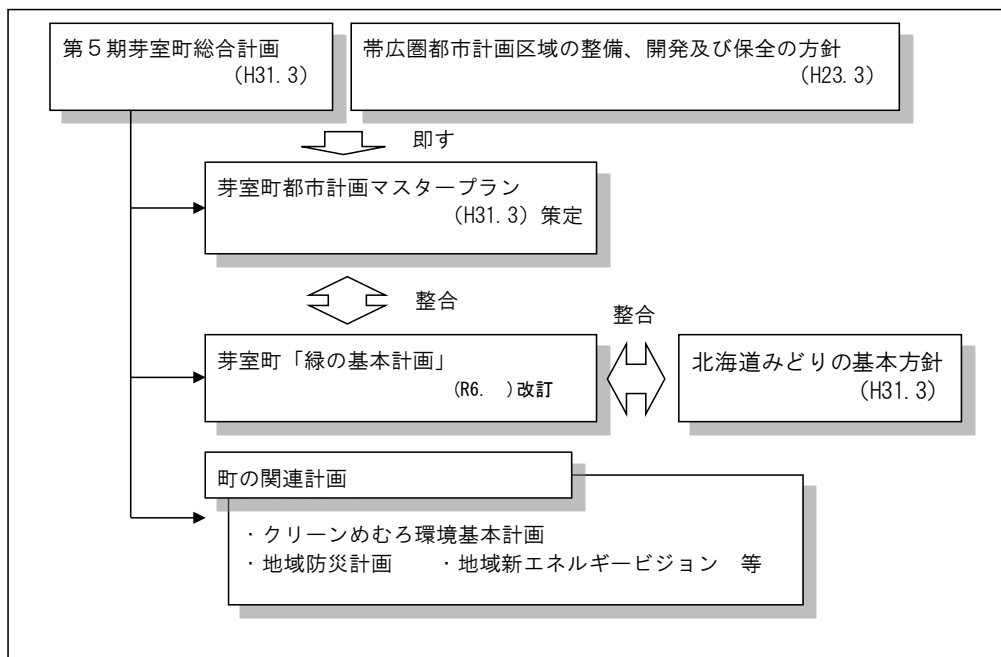 第５期芽室町総合計画
（H31.3）
帯広圏都市計画区域の整備、開発及び保全の方針
（H23.3）
即す
芽室町都市計画マスタープラン
（H31.3）策定
整合
芽室町「緑の基本計画」
(R6.　)改訂
整合
北海道みどりの基本方針
（H31.3）
町の関連計画
・クリーンめむろ環境基本計画
・地域防災計画　　・地域新エネルギービジョン　等